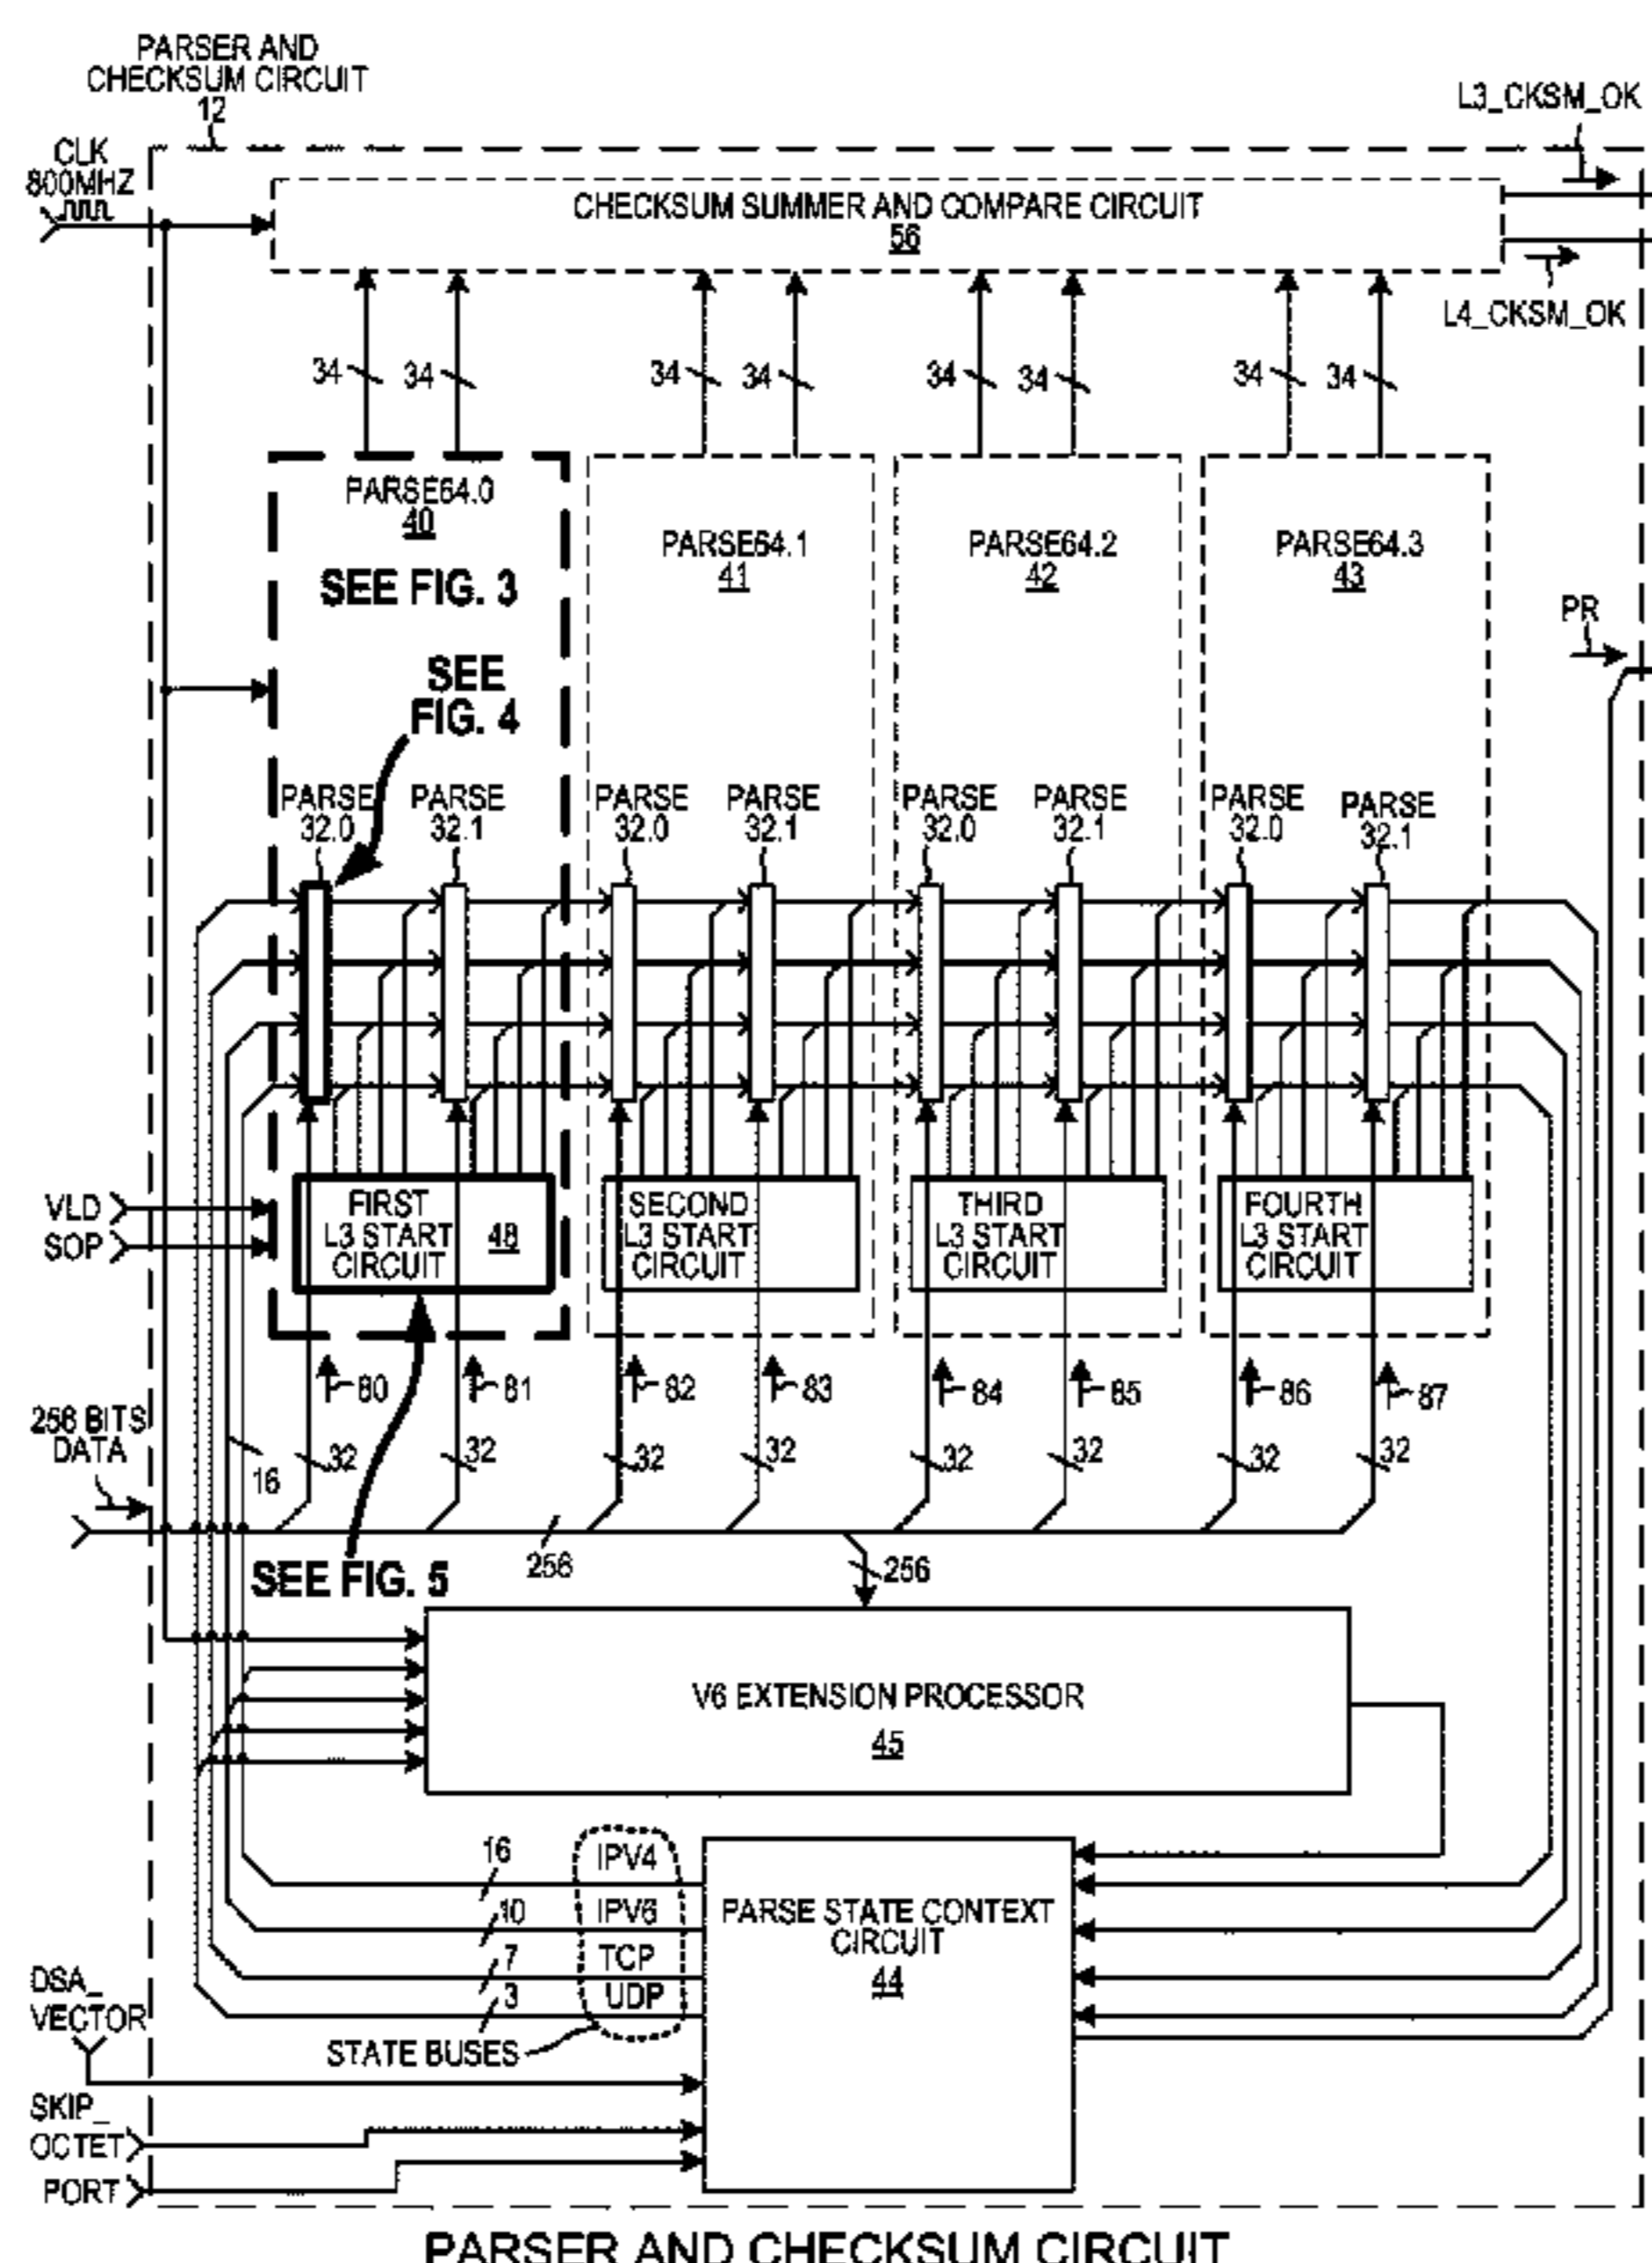 PARSER AND
CHECKSUM CIRCUIT
12
L3_CKSM_OK
CLK
800MHZ
CHECKSUM SUMMER AND COMPARE CIRCUIT
56
L4_CKSM_OK
34 34 34 34 34 34 34 34
PARSE64.0
40
SEE FIG. 3
PARSE64.1
41
PARSE64.2
42
PARSE64.3
43
PR
SEE
FIG. 4
PARSE
32.0
PARSE
32.1
PARSE
32.0
PARSE
32.1
PARSE
32.0
PARSE
32.1
PARSE
32.0
PARSE
32.1
VLD
SOP
FIRST
L3 START
CIRCUIT
48
SECOND
L3 START
CIRCUIT
THIRD
L3 START
CIRCUIT
FOURTH
L3 START
CIRCUIT
80 81 82 83 84 85 86 87
256 BITS
DATA
16
32 32 32 32 32 32 32 32
256
256
SEE FIG. 5
V6 EXTENSION PROCESSOR
45
16 IPV4
10 IPV6
7 TCP
3 UDP
STATE BUSES
PARSE STATE CONTEXT
CIRCUIT
44
DSA_
VECTOR
SKIP_
OCTET
PORT
PARSER AND CHECKSUM CIRCUIT